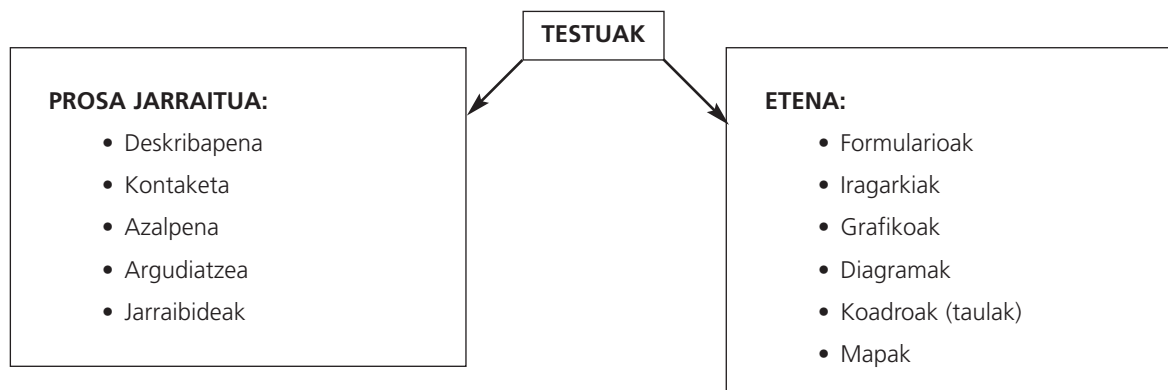 TESTUAK
PROSA JARRAITUA:
• Deskribapena
• Kontaketa
• Azalpena
• Argudiatzea
• Jarraibideak
ETENA:
• Formularioak
• Iragarkiak
• Grafikoak
• Diagramak
• Koadroak (taulak)
• Mapak